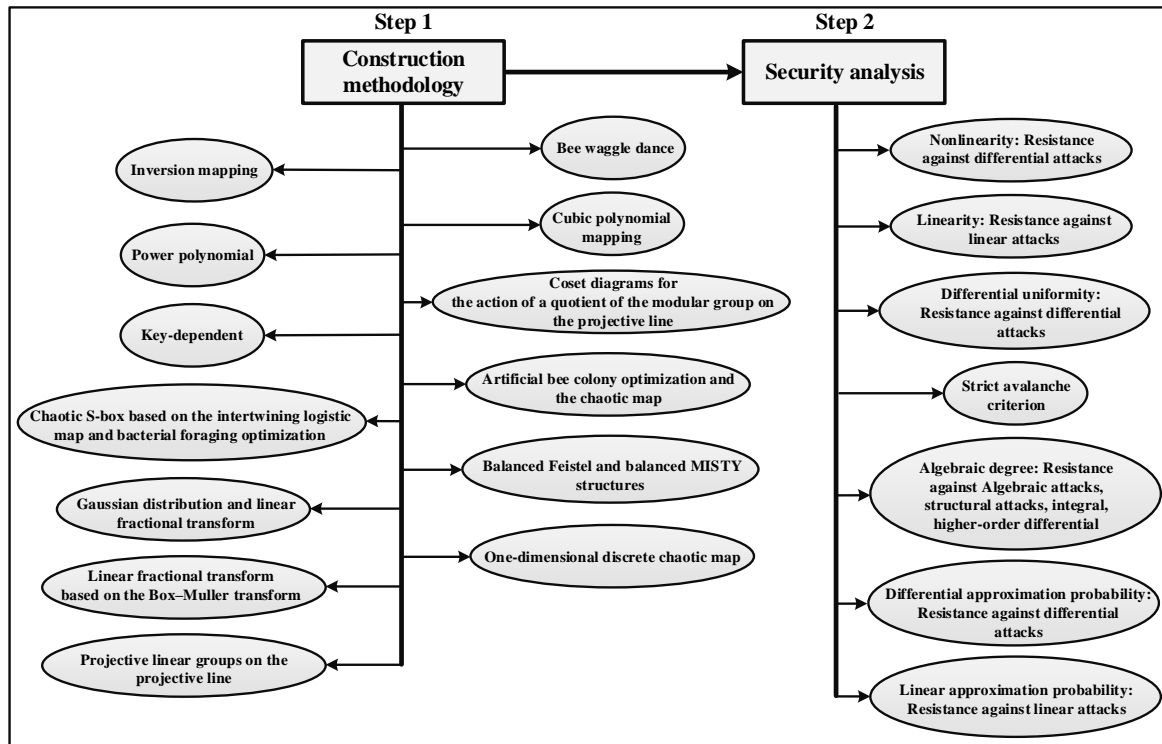 Step 1
Construction
methodology
Inversion mapping
Power polynomial
Key-dependent
Chaotic S-box based on the intertwining logistic
map and bacterial foraging optimization
Gaussian distribution and linear
fractional transform
Linear fractional transform
based on the Box–Muller transform
Projective linear groups on the
projective line
Bee waggle dance
Cubic polynomial
mapping
Coset diagrams for
the action of a quotient of the modular group on
the projective line
Artificial bee colony optimization and
the chaotic map
Balanced Feistel and balanced MISTY
structures
One-dimensional discrete chaotic map
Step 2
Security analysis
Nonlinearity: Resistance
against differential attacks
Linearity: Resistance against
linear attacks
Differential uniformity:
Resistance against differential
attacks
Strict avalanche
criterion
Algebraic degree: Resistance
against Algebraic attacks,
structural attacks, integral,
higher-order differential
Differential approximation probability:
Resistance against differential
attacks
Linear approximation probability:
Resistance against linear attacks